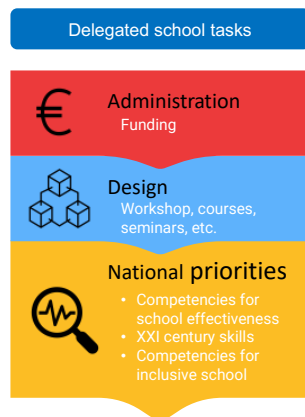 Delegated school tasks
€
Administration
Funding
Design
Workshop, courses,
seminars, etc.
National priorities
• Competencies for
school effectiveness
• XXI century skills
• Competencies for
inclusive school